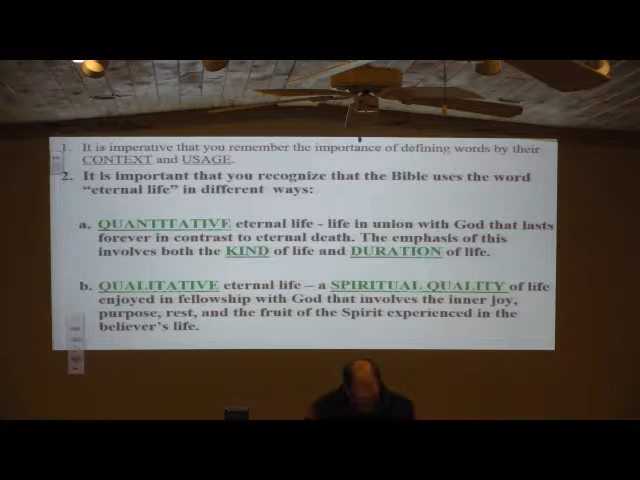 1. It is imperative that you remember the importance of defining words by their
CONTEXT and USAGE.
2. It is important that you recognize that the Bible uses the word
“eternal life” in different ways:
a. QUANTITATIVE eternal life - life in union with God that lasts
forever in contrast to eternal death. The emphasis of this
involves both the KIND of life and DURATION of life.
b. QUALITATIVE eternal life – a SPIRITUAL QUALITY of life
enjoyed in fellowship with God that involves the inner joy,
purpose, rest, and the fruit of the Spirit experienced in the
believer’s life.